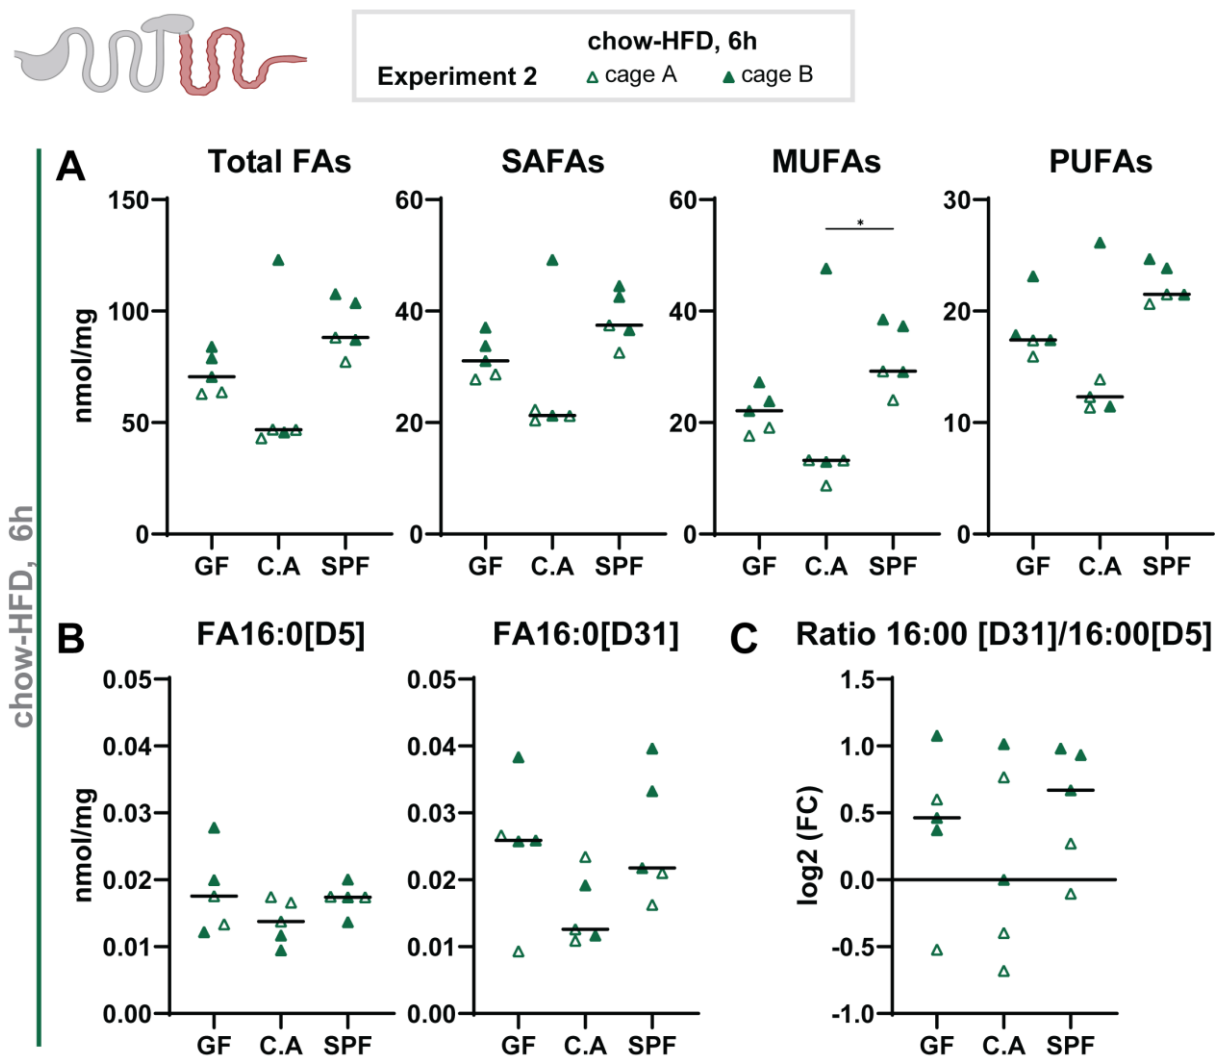 chow-HFD, 6h
Experiment 2 cage A cage B
chow-HFD, 6h
A
Total FAs SAFAs MUFAs PUFAs
nmol/mg
150
100
50
0
GF C.A SPF
60
40
20
0
GF C.A SPF
60
40
20
0
*
GF C.A SPF
30
20
10
0
GF C.A SPF
B
FA16:0[D5] FA16:0[D31]
nmol/mg
0.05
0.04
0.03
0.02
0.01
0.00
GF C.A SPF
0.05
0.04
0.03
0.02
0.01
0.00
GF C.A SPF
C Ratio 16:00 [D31]/16:00[D5]
log2 (FC)
1.5
1.0
0.5
0.0
-0.5
-1.0
GF C.A SPF